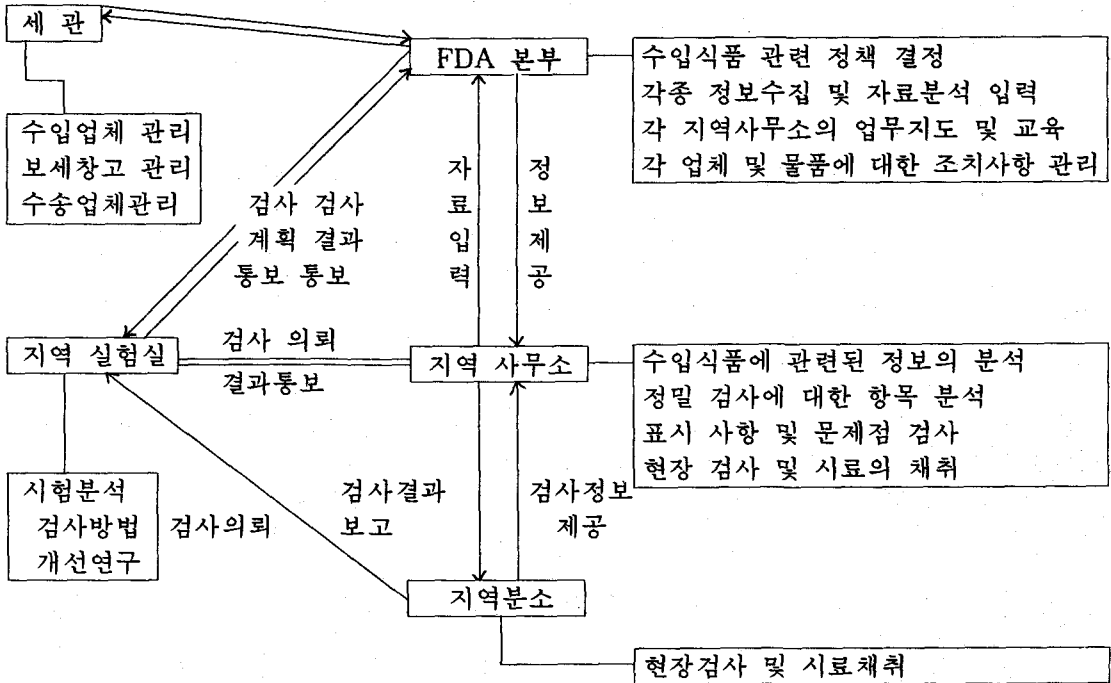 세 관
FDA 본부
수입식품 관련 정책 결정
각종 정보수집 및 자료분석 입력
각 지역사무소의 업무지도 및 교육
각 업체 및 물품에 대한 조치사항 관리
수입업체 관리
보세창고 관리
수송업체관리
검사 검사
계획 결과
통보 통보
자료입력
정보제공
지역 실험실
검사 의뢰
결과통보
지역 사무소
수입식품에 관련된 정보의 분석
정밀 검사에 대한 항목 분석
표시 사항 및 문제점 검사
현장 검사 및 시료의 채취
시험분석
검사방법
개선연구
검사의뢰
검사결과
보고
검사정보
제공
지역분소
현장검사 및 시료채취